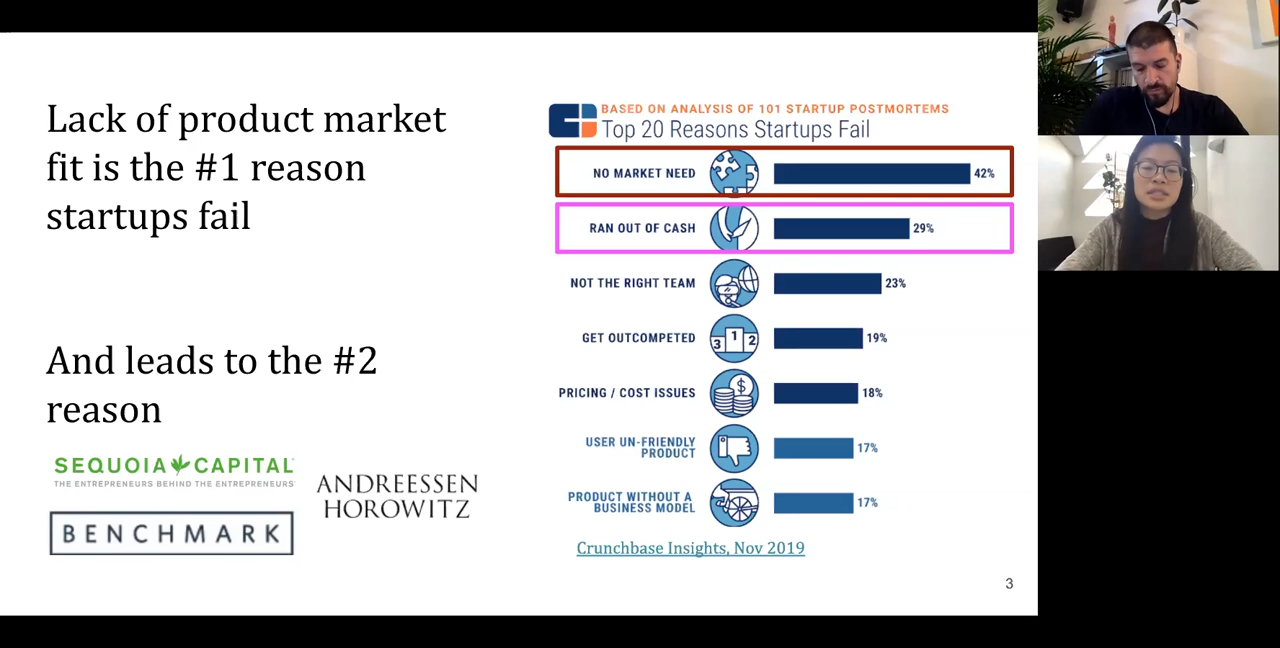 Lack of product market
fit is the #1 reason
startups fail
And leads to the #2
reason
SEQUOIA CAPITAL
THE ENTREPRENEURS BEHIND THE ENTREPRENEURS
ANDREESSEN
HOROWITZ
BENCHMARK
BASED ON ANALYSIS OF 101 STARTUP POSTMORTEMS
Top 20 Reasons Startups Fail
NO MARKET NEED 42%
RAN OUT OF CASH 29%
NOT THE RIGHT TEAM 23%
GET OUTCOMPETED 3 1 2 19%
PRICING / COST ISSUES $ 18%
USER UN-FRIENDLY
PRODUCT 17%
PRODUCT WITHOUT A
BUSINESS MODEL 17%
Crunchbase Insights, Nov 2019
3